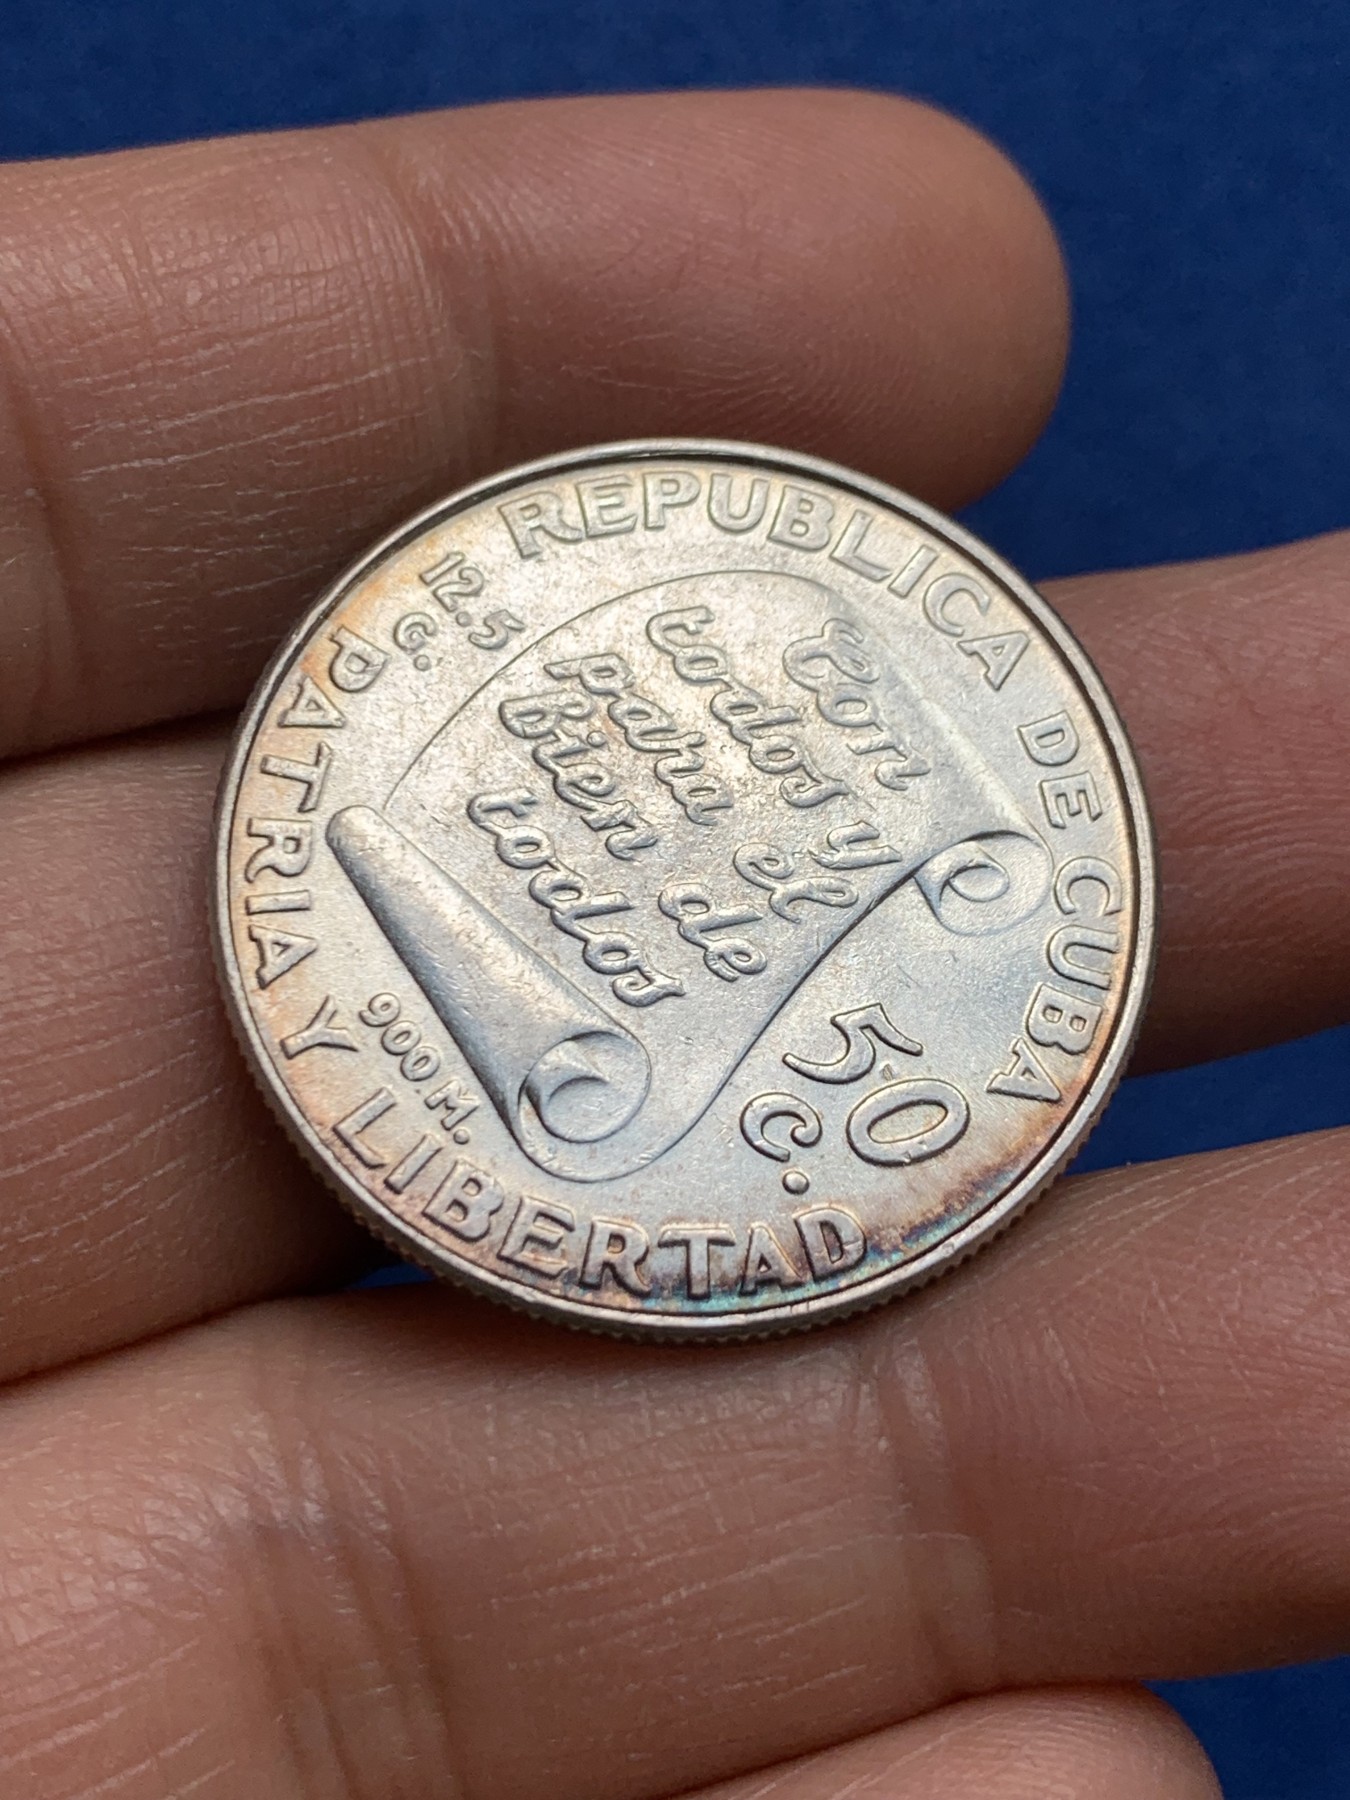 REPUBLICA DE CUBA
Con
todos y el
para
bien de
todos
12.5
G.
900 M.
50
C.
PATRIA Y LIBERTAD